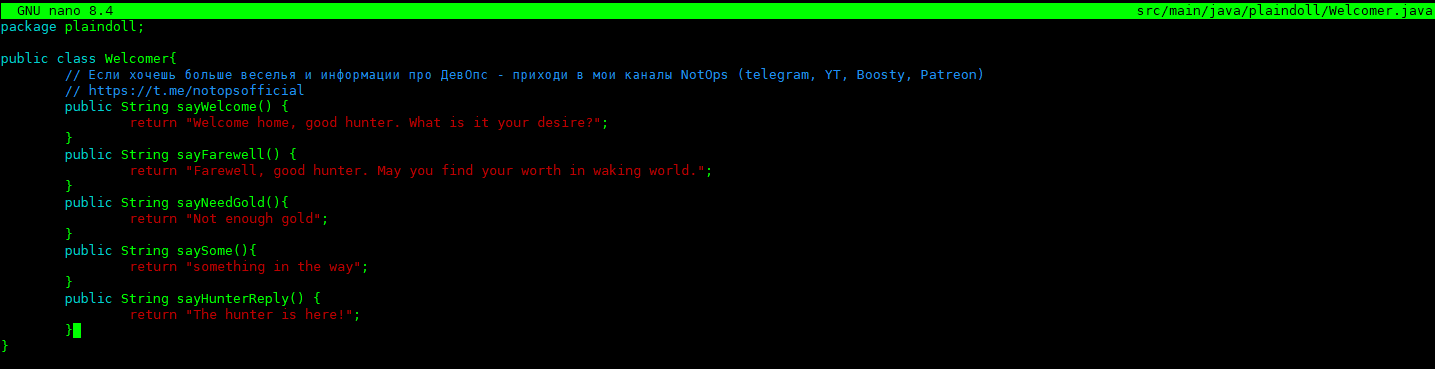 GNU nano 8.4 src/main/java/plaindoll/Welcomer.java
package plaindoll;
public class Welcomer{
// Если хочешь больше веселья и информации про ДевОпс - приходи в мои каналы NotOps (telegram, YT, Boosty, Patreon)
// https://t.me/notopsofficial
public String sayWelcome() {
return "Welcome home, good hunter. What is it your desire?";
}
public String sayFarewell() {
return "Farewell, good hunter. May you find your worth in waking world.";
}
public String sayNeedGold(){
return "Not enough gold";
}
public String saySome(){
return "something in the way";
}
public String sayHunterReply() {
return "The hunter is here!";
}
}